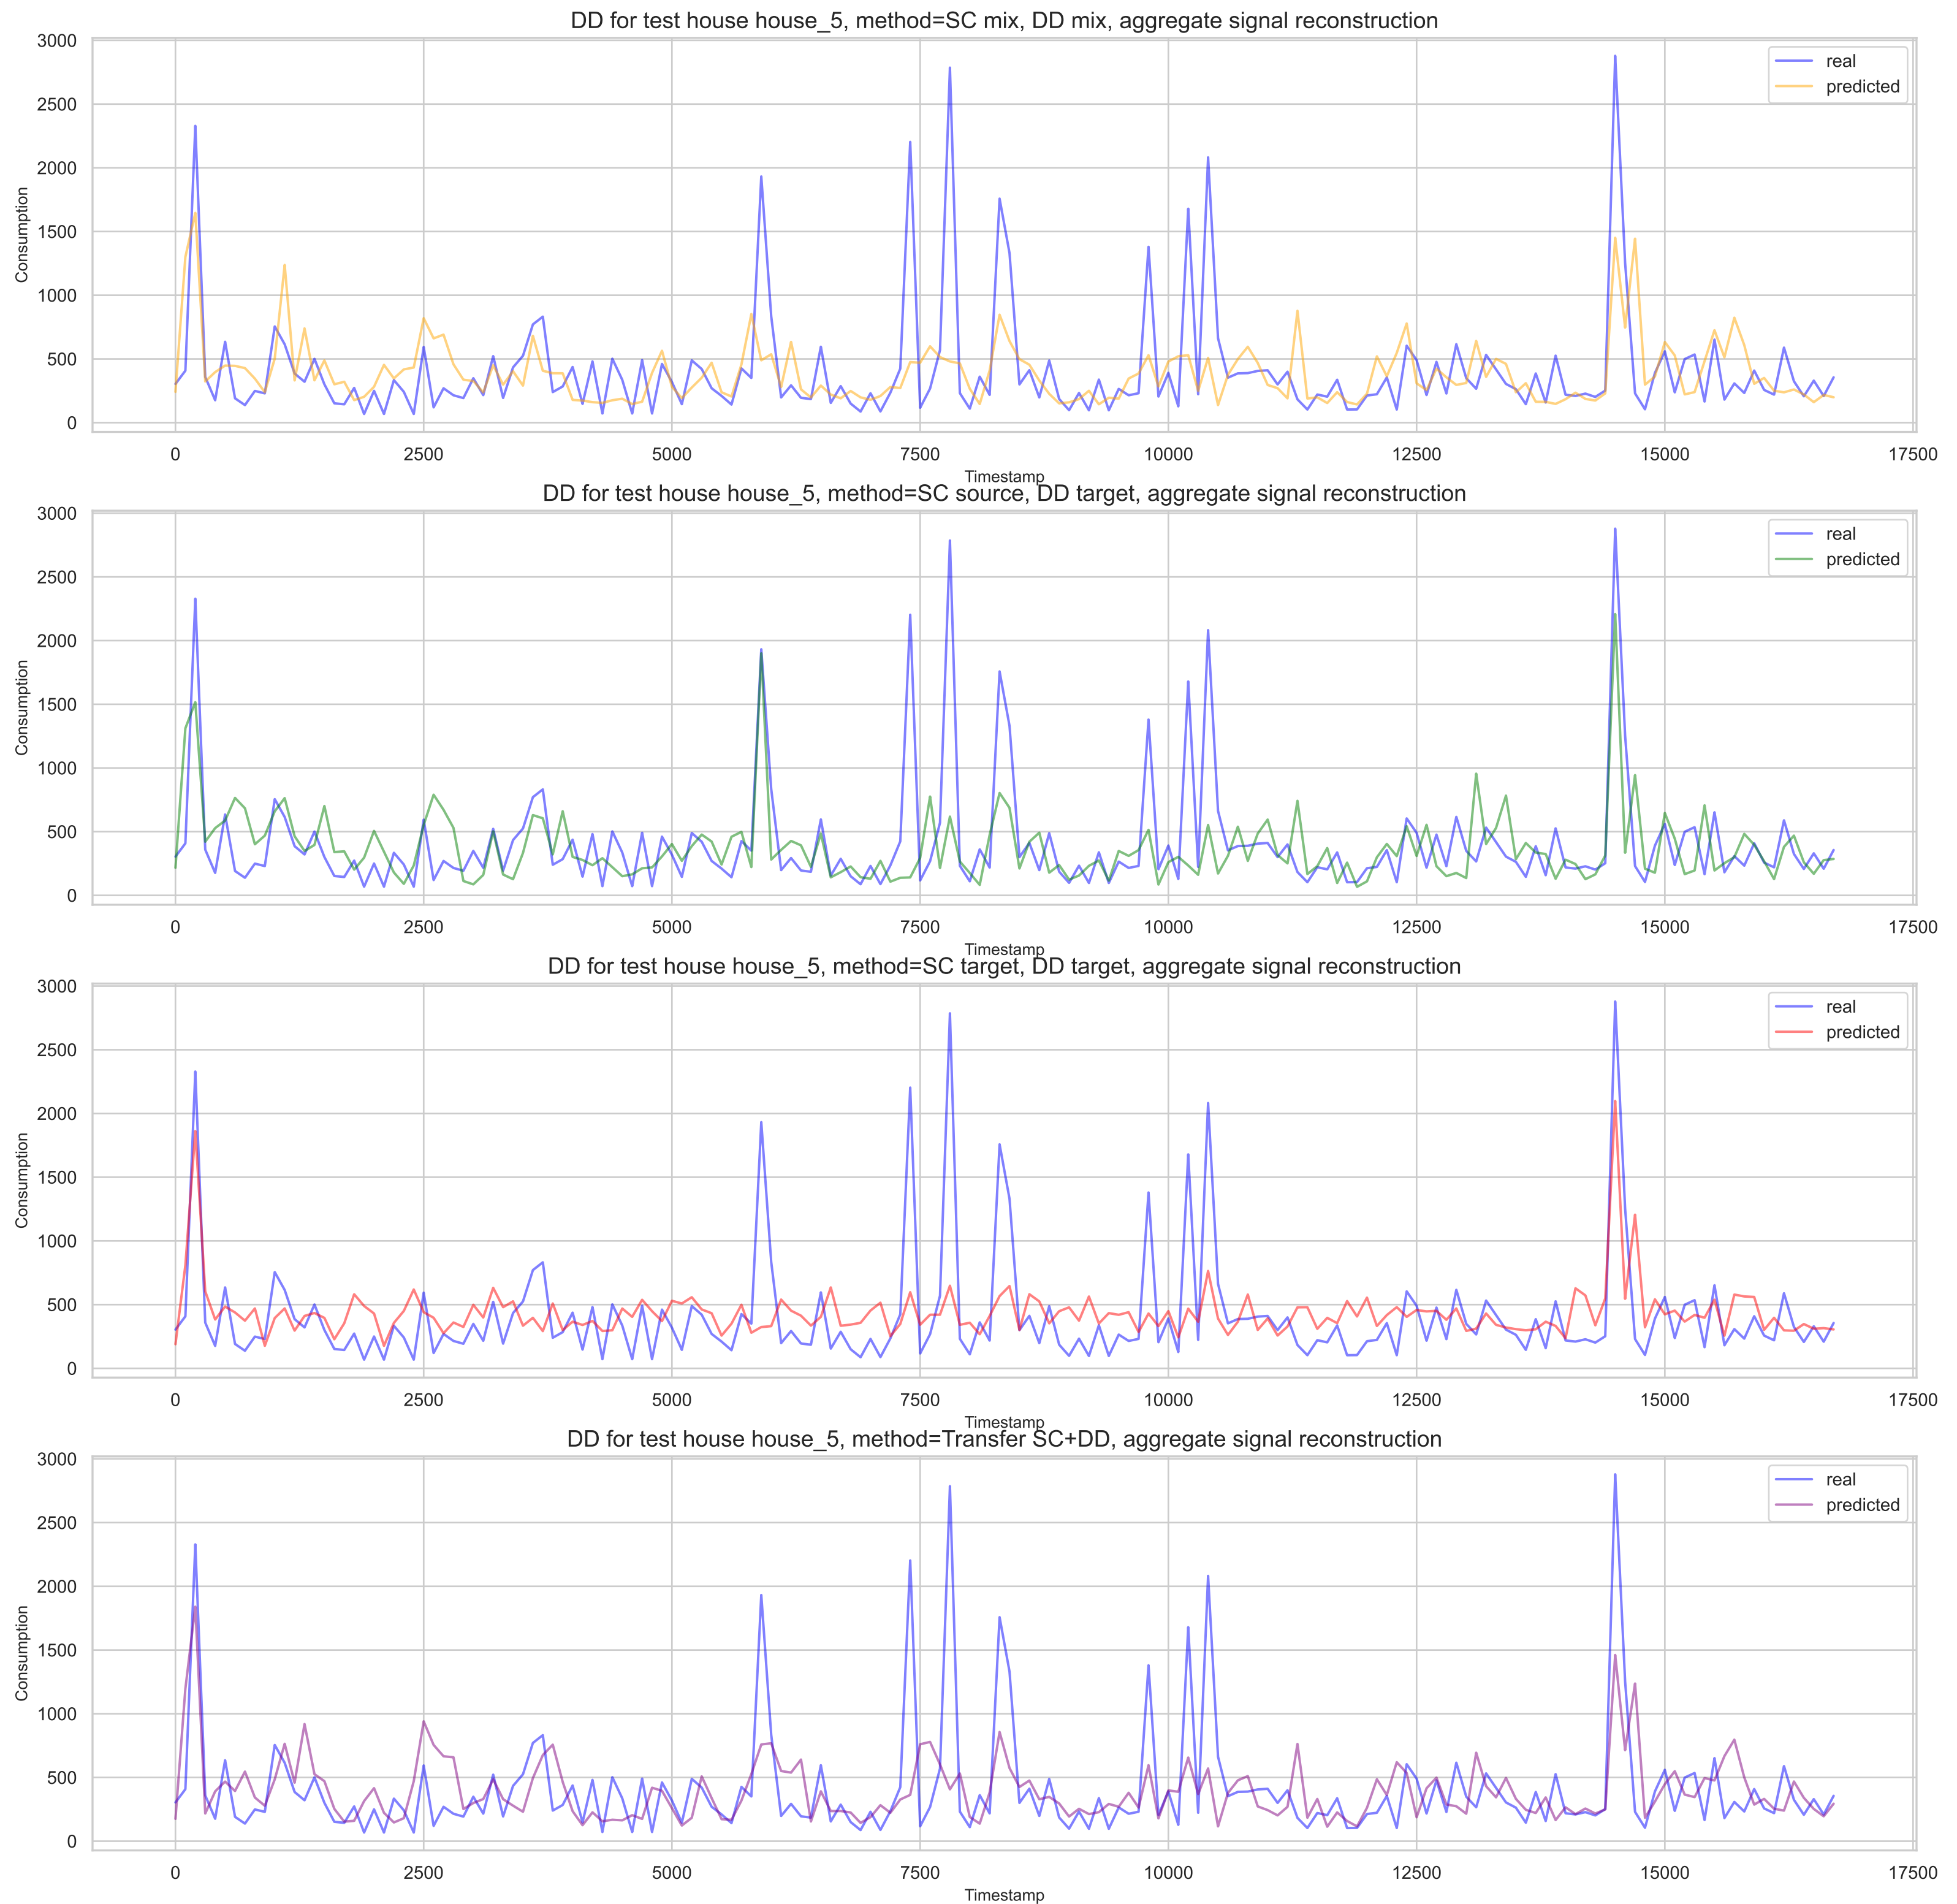 DD for test house house_5, method=SC mix, DD mix, aggregate signal reconstruction
3000
2500
2000
1500
1000
500
0
Consumption
real
predicted
0 2500 5000 7500 10000 12500 15000 17500
Timestamp
DD for test house house_5, method=SC source, DD target, aggregate signal reconstruction
3000
2500
2000
1500
1000
500
0
Consumption
real
predicted
0 2500 5000 7500 10000 12500 15000 17500
Timestamp
DD for test house house_5, method=SC target, DD target, aggregate signal reconstruction
3000
2500
2000
1500
1000
500
0
Consumption
real
predicted
0 2500 5000 7500 10000 12500 15000 17500
Timestamp
DD for test house house_5, method=Transfer SC+DD, aggregate signal reconstruction
3000
2500
2000
1500
1000
500
0
Consumption
real
predicted
0 2500 5000 7500 10000 12500 15000 17500
Timestamp